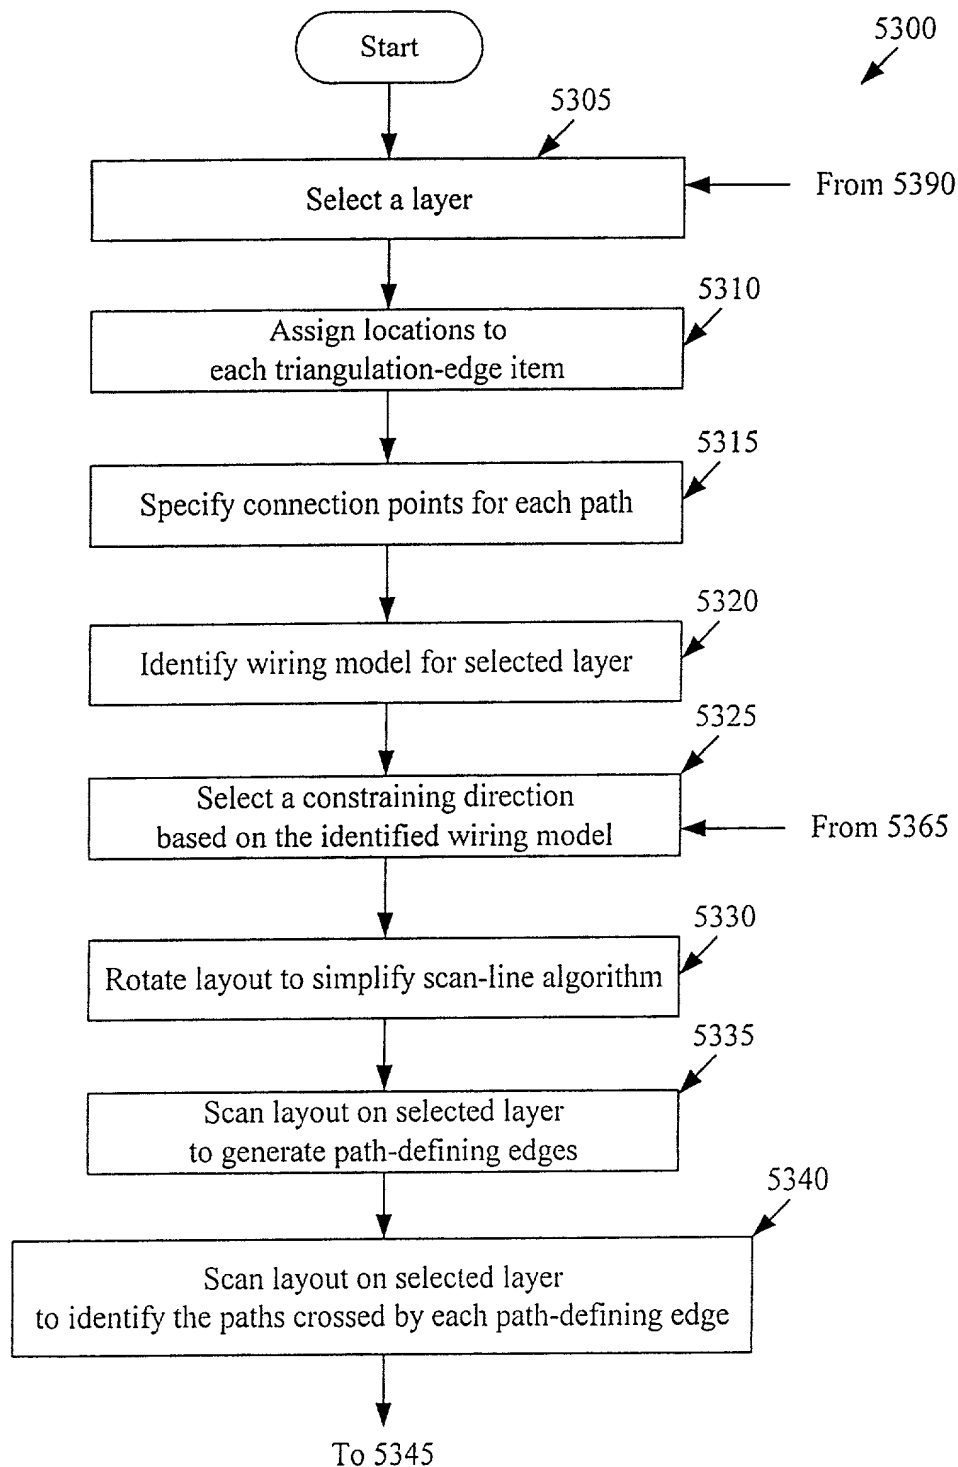 5300
Start
5305
Select a layer
From 5390
5310
Assign locations to
each triangulation-edge item
5315
Specify connection points for each path
5320
Identify wiring model for selected layer
5325
Select a constraining direction
based on the identified wiring model
From 5365
5330
Rotate layout to simplify scan-line algorithm
5335
Scan layout on selected layer
to generate path-defining edges
5340
Scan layout on selected layer
to identify the paths crossed by each path-defining edge
To 5345